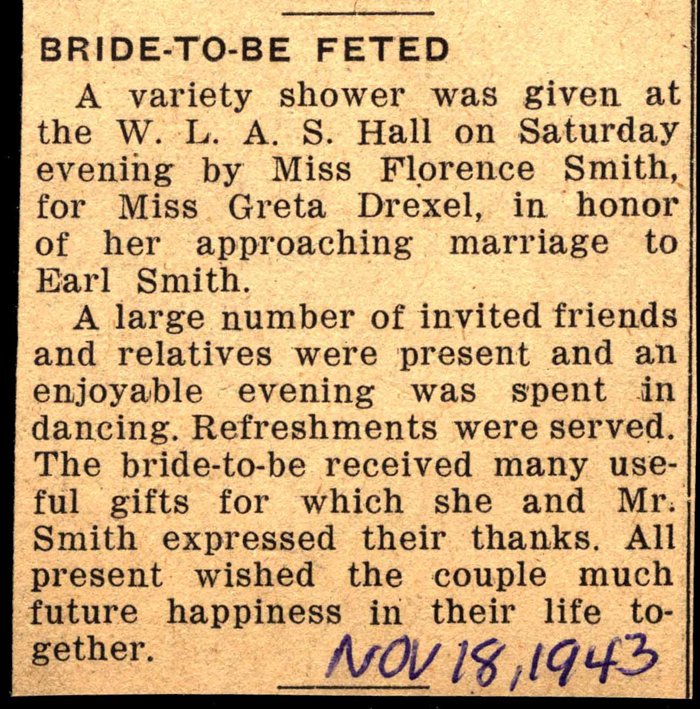 BRIDE-TO-BE FETED
A variety shower was given at
the W. L. A. S. Hall on Saturday
evening by Miss Florence Smith,
for Miss Greta Drexel, in honor
of her approaching marriage to
Earl Smith.
A large number of invited friends
and relatives were present and an
enjoyable evening was spent in
dancing. Refreshments were served.
The bride-to-be received many use-
ful gifts for which she and Mr.
Smith expressed their thanks. All
present wished the couple much
future happiness in their life to-
gether.
NOV 18, 1943